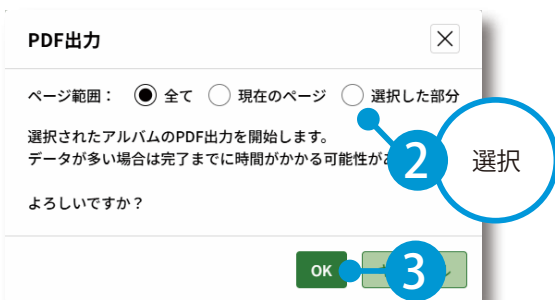 PDF出力
ページ範囲： 全て 現在のページ 選択した部分
選択されたアルバムのPDF出力を開始します。
データが多い場合は完了までに時間がかかる可能性が
2
選択
よろしいですか？
OK
3